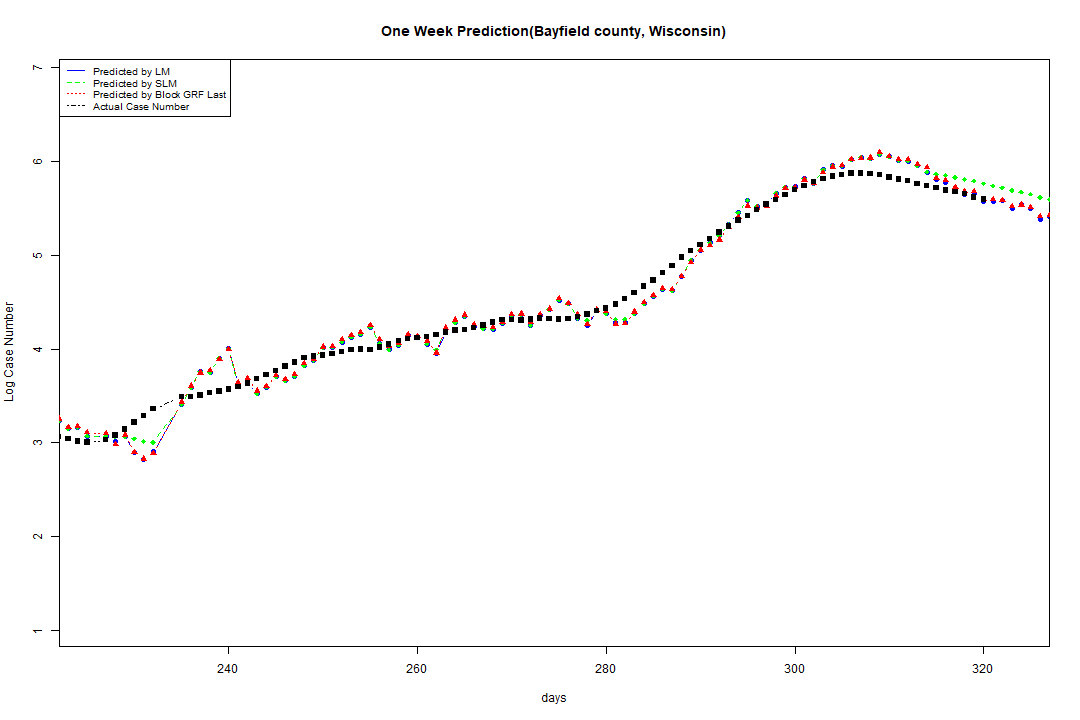 One Week Prediction(Bayfield county, Wisconsin)
Predicted by LM
Predicted by SLM
Predicted by Block GRF Last
Actual Case Number
7
6
5
4
3
2
1
Log Case Number
240 260 280 300 320
days